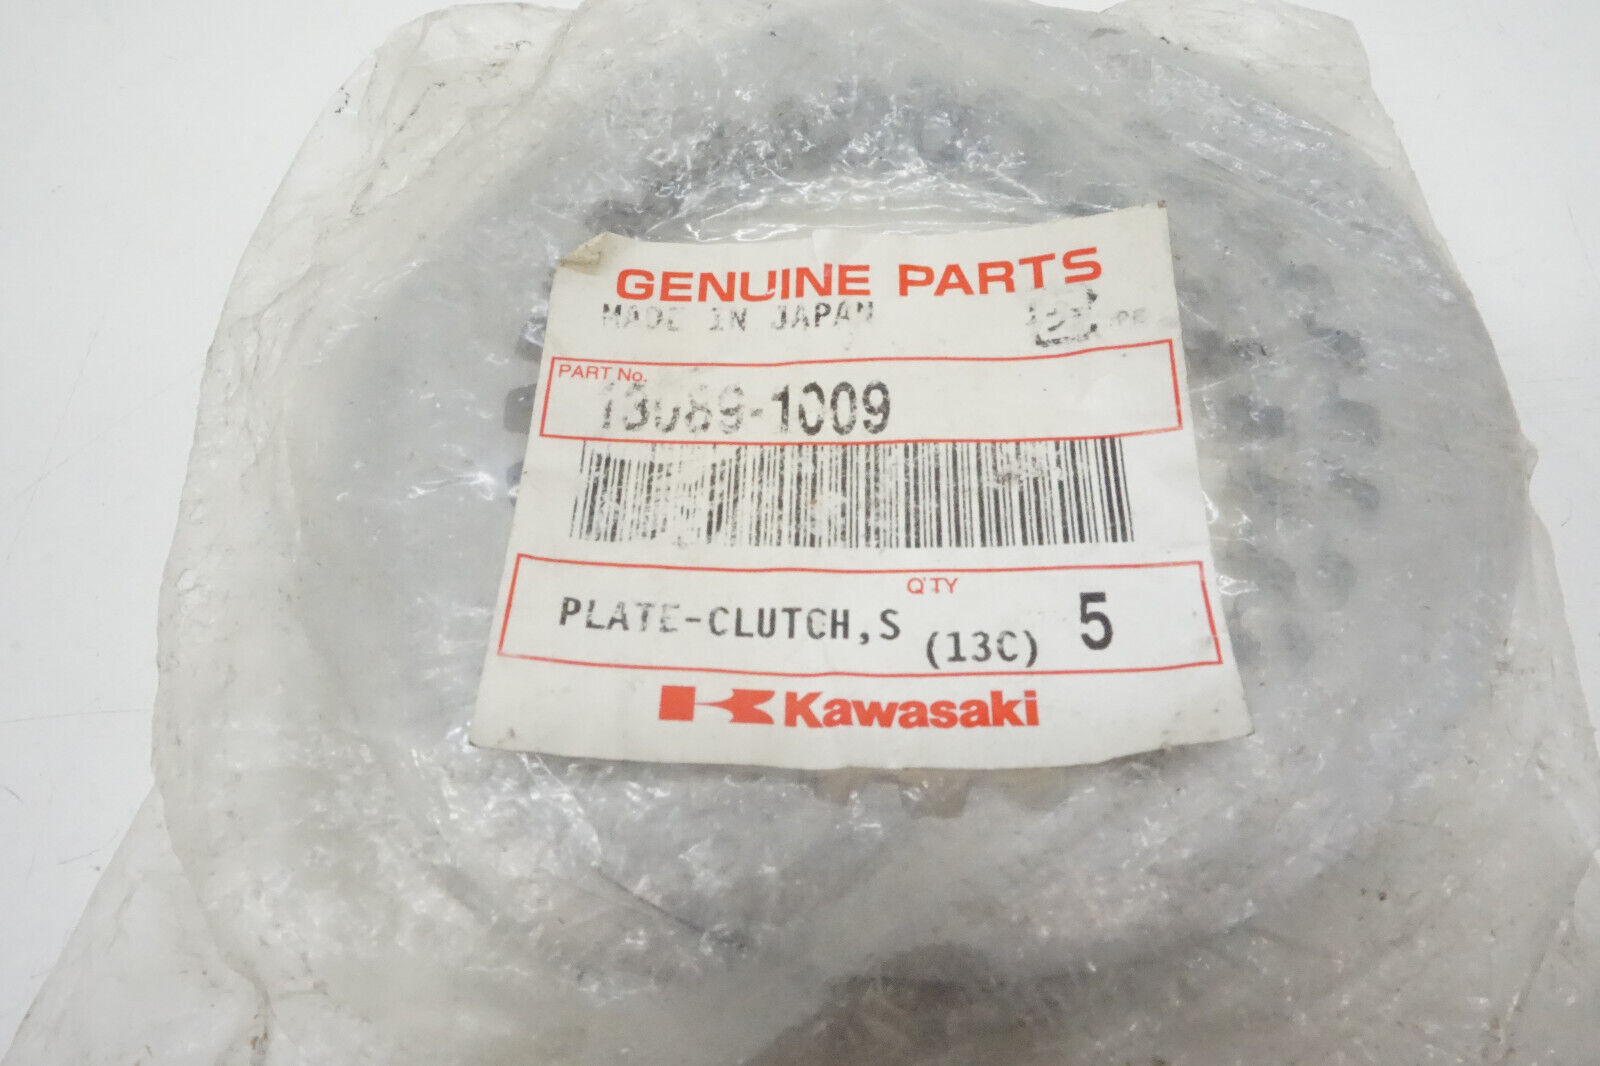 GENUINE PARTS
MADE IN JAPAN
PART No.
13089-1009
Q'TY
PLATE-CLUTCH,S (13C) 5
Kawasaki